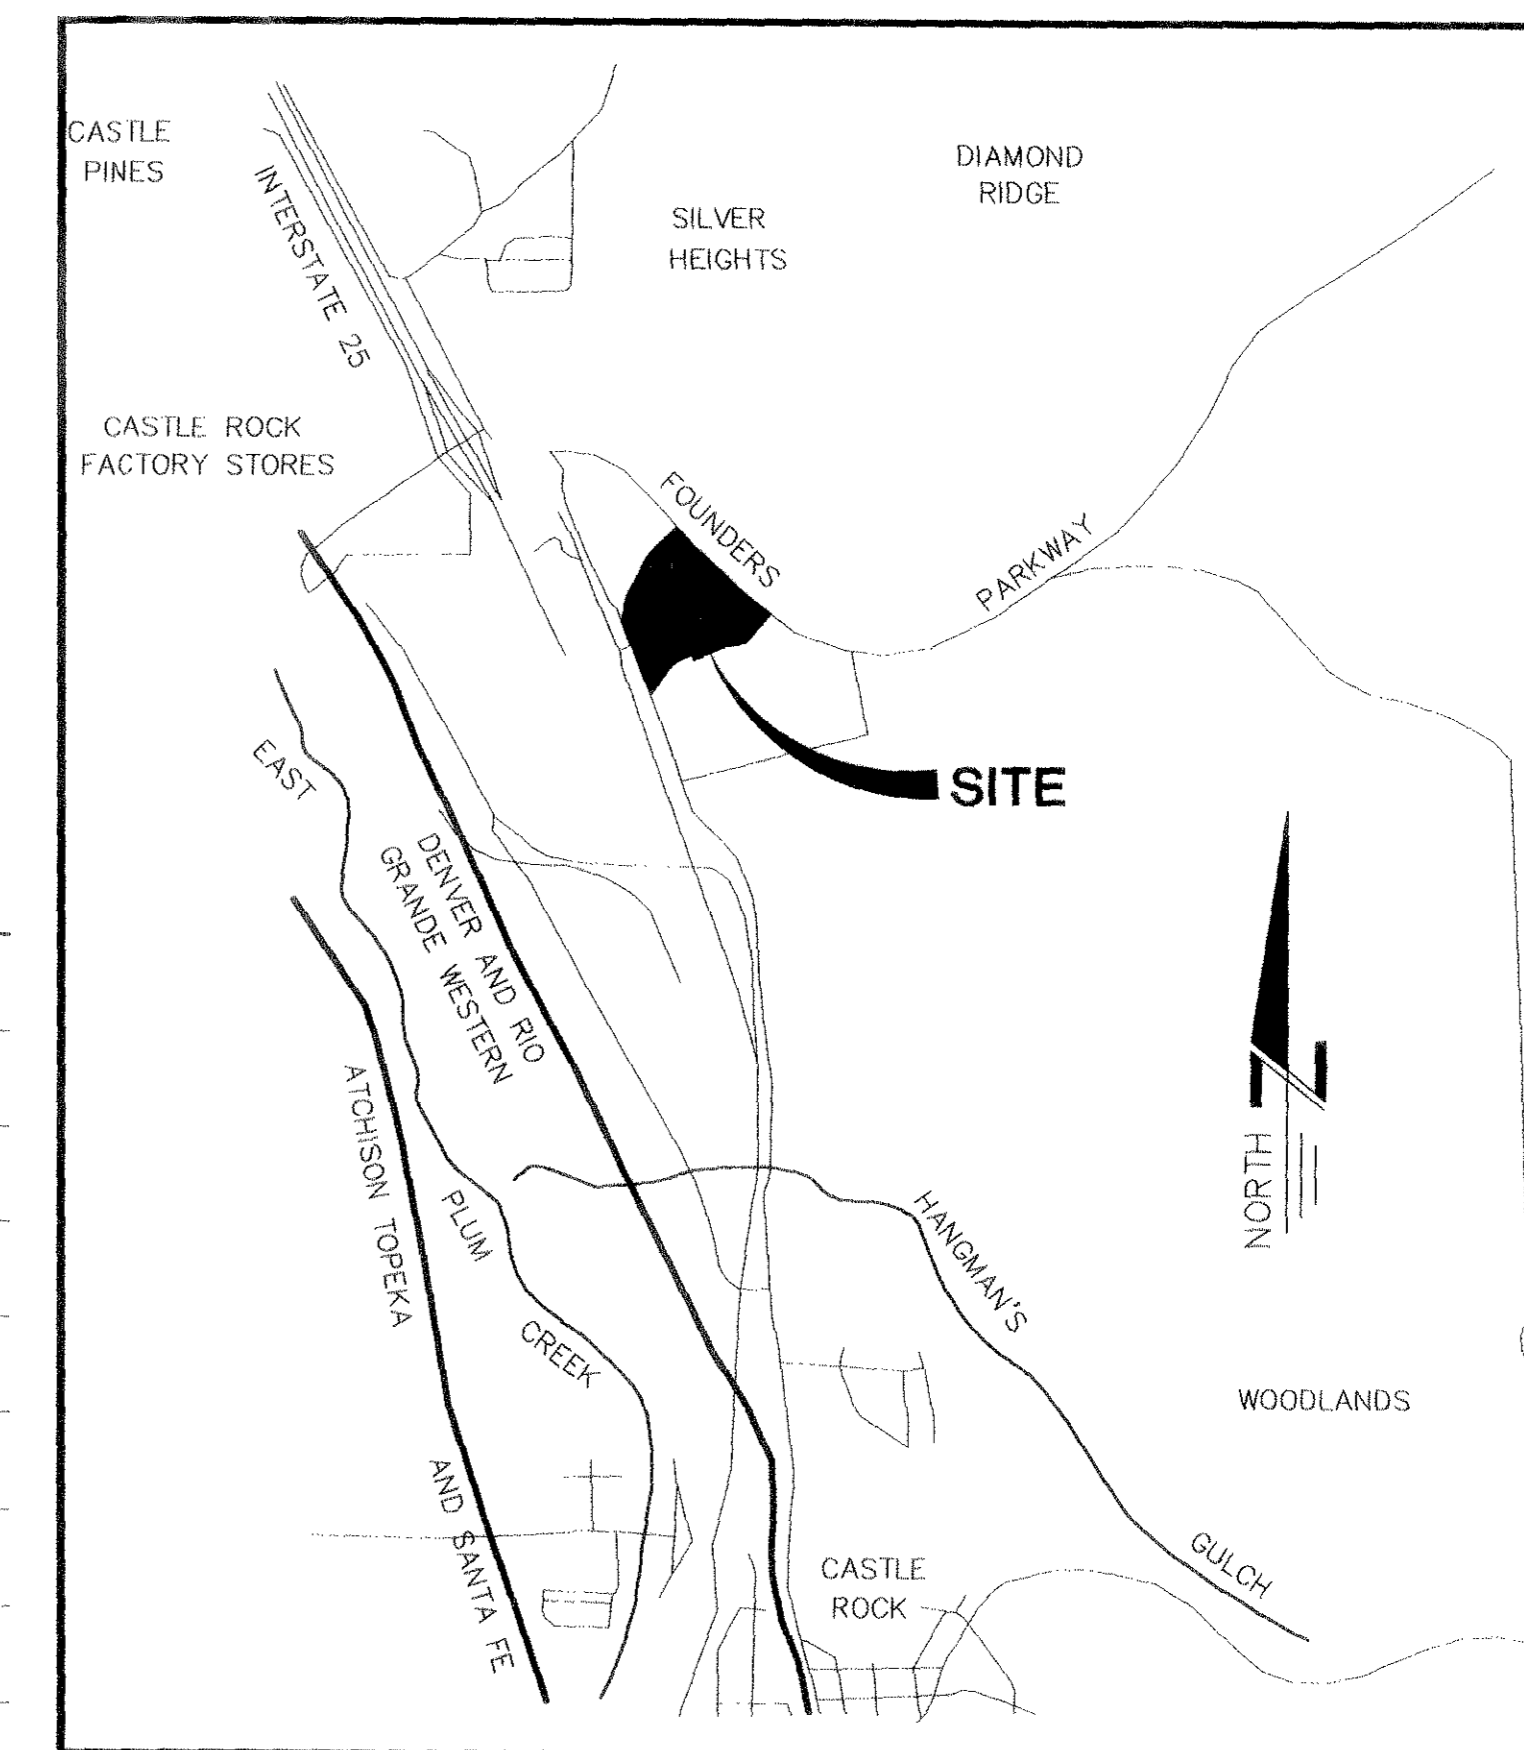 CASTLE
PINES
DIAMOND
RIDGE
INTERSTATE 25
SILVER
HEIGHTS
CASTLE ROCK
FACTORY STORES
FOUNDERS
PARKWAY
SITE
EAST
DENVER AND RIO
GRANDE WESTERN
ATCHISON TOPEKA
PLUM
HANGMAN'S
NORTH
N
CREEK
WOODLANDS
AND SANTA FE
GULCH
CASTLE
ROCK